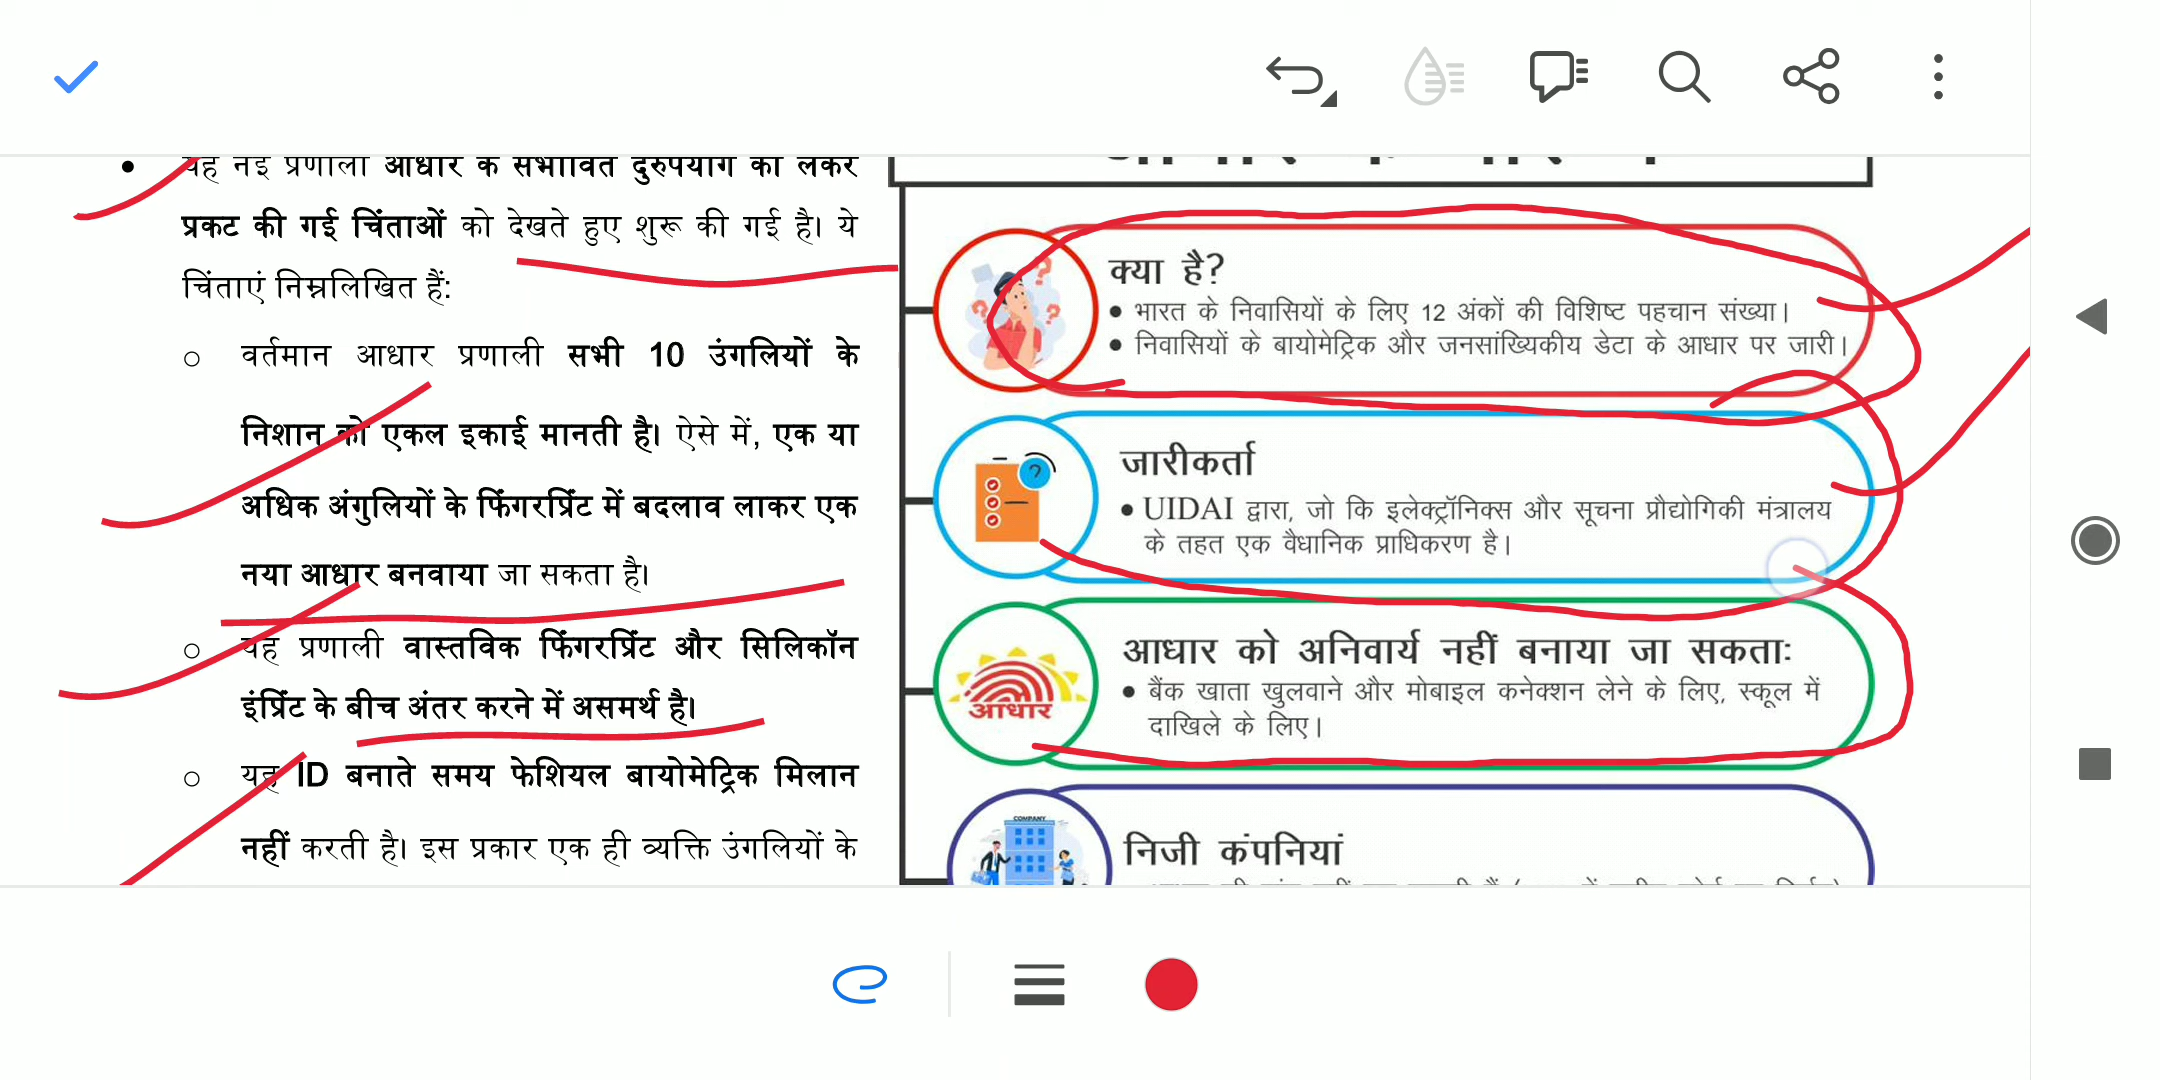 यह नई प्रणाली आधार के संभावित दुरुपयोग को लेकर
प्रकट की गई चिंताओं को देखते हुए शुरू की गई है। ये
चिंताएं निम्नलिखित हैं:
वर्तमान आधार प्रणाली सभी 10 उंगलियों के
निशान को एकल इकाई मानती है। ऐसे में, एक या
अधिक अंगुलियों के फिंगरप्रिंट में बदलाव लाकर एक
नया आधार बनवाया जा सकता है।
यह प्रणाली वास्तविक फिंगरप्रिंट और सिलिकॉन
इंप्रिंट के बीच अंतर करने में असमर्थ है।
यह ID बनाते समय फेशियल बायोमेट्रिक मिलान
नहीं करती है। इस प्रकार एक ही व्यक्ति उंगलियों के
क्या है?
• भारत के निवासियों के लिए 12 अंकों की विशिष्ट पहचान संख्या।
• निवासियों के बायोमेट्रिक और जनसांख्यिकीय डेटा के आधार पर जारी।
जारीकर्ता
• UIDAI द्वारा, जो कि इलेक्ट्रॉनिक्स और सूचना प्रौद्योगिकी मंत्रालय
के तहत एक वैधानिक प्राधिकरण है।
आधार
आधार को अनिवार्य नहीं बनाया जा सकताः
• बैंक खाता खुलवाने और मोबाइल कनेक्शन लेने के लिए, स्कूल में
दाखिले के लिए।
COMPANY
निजी कंपनियां